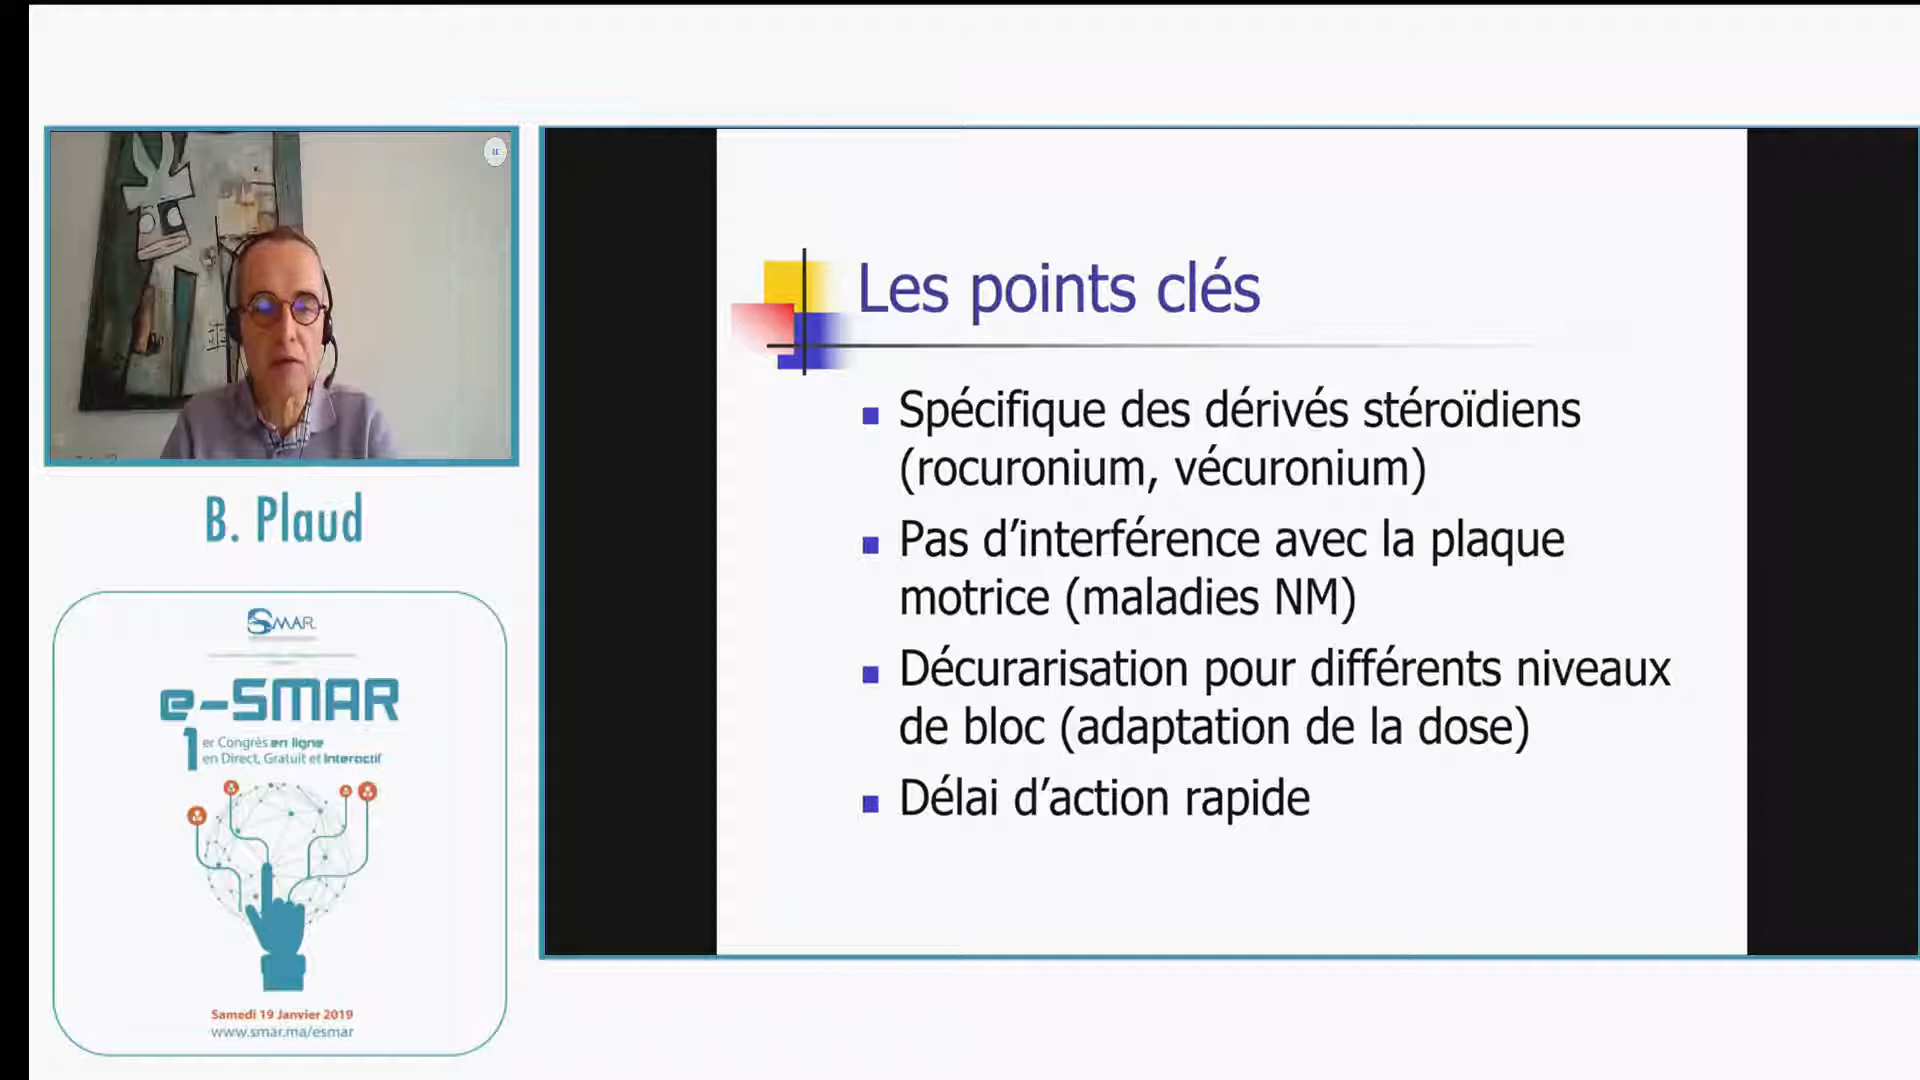 B. Plaud
SMAR
e-SMAR
1er Congrès en ligne
en Direct, Gratuit et Interactif
Samedi 19 Janvier 2019
www.smar.ma/esmar
Les points clés
Spécifique des dérivés stéroïdiens
(rocuronium, vécuronium)
Pas d’interférence avec la plaque
motrice (maladies NM)
Décurarisation pour différents niveaux
de bloc (adaptation de la dose)
Délai d’action rapide